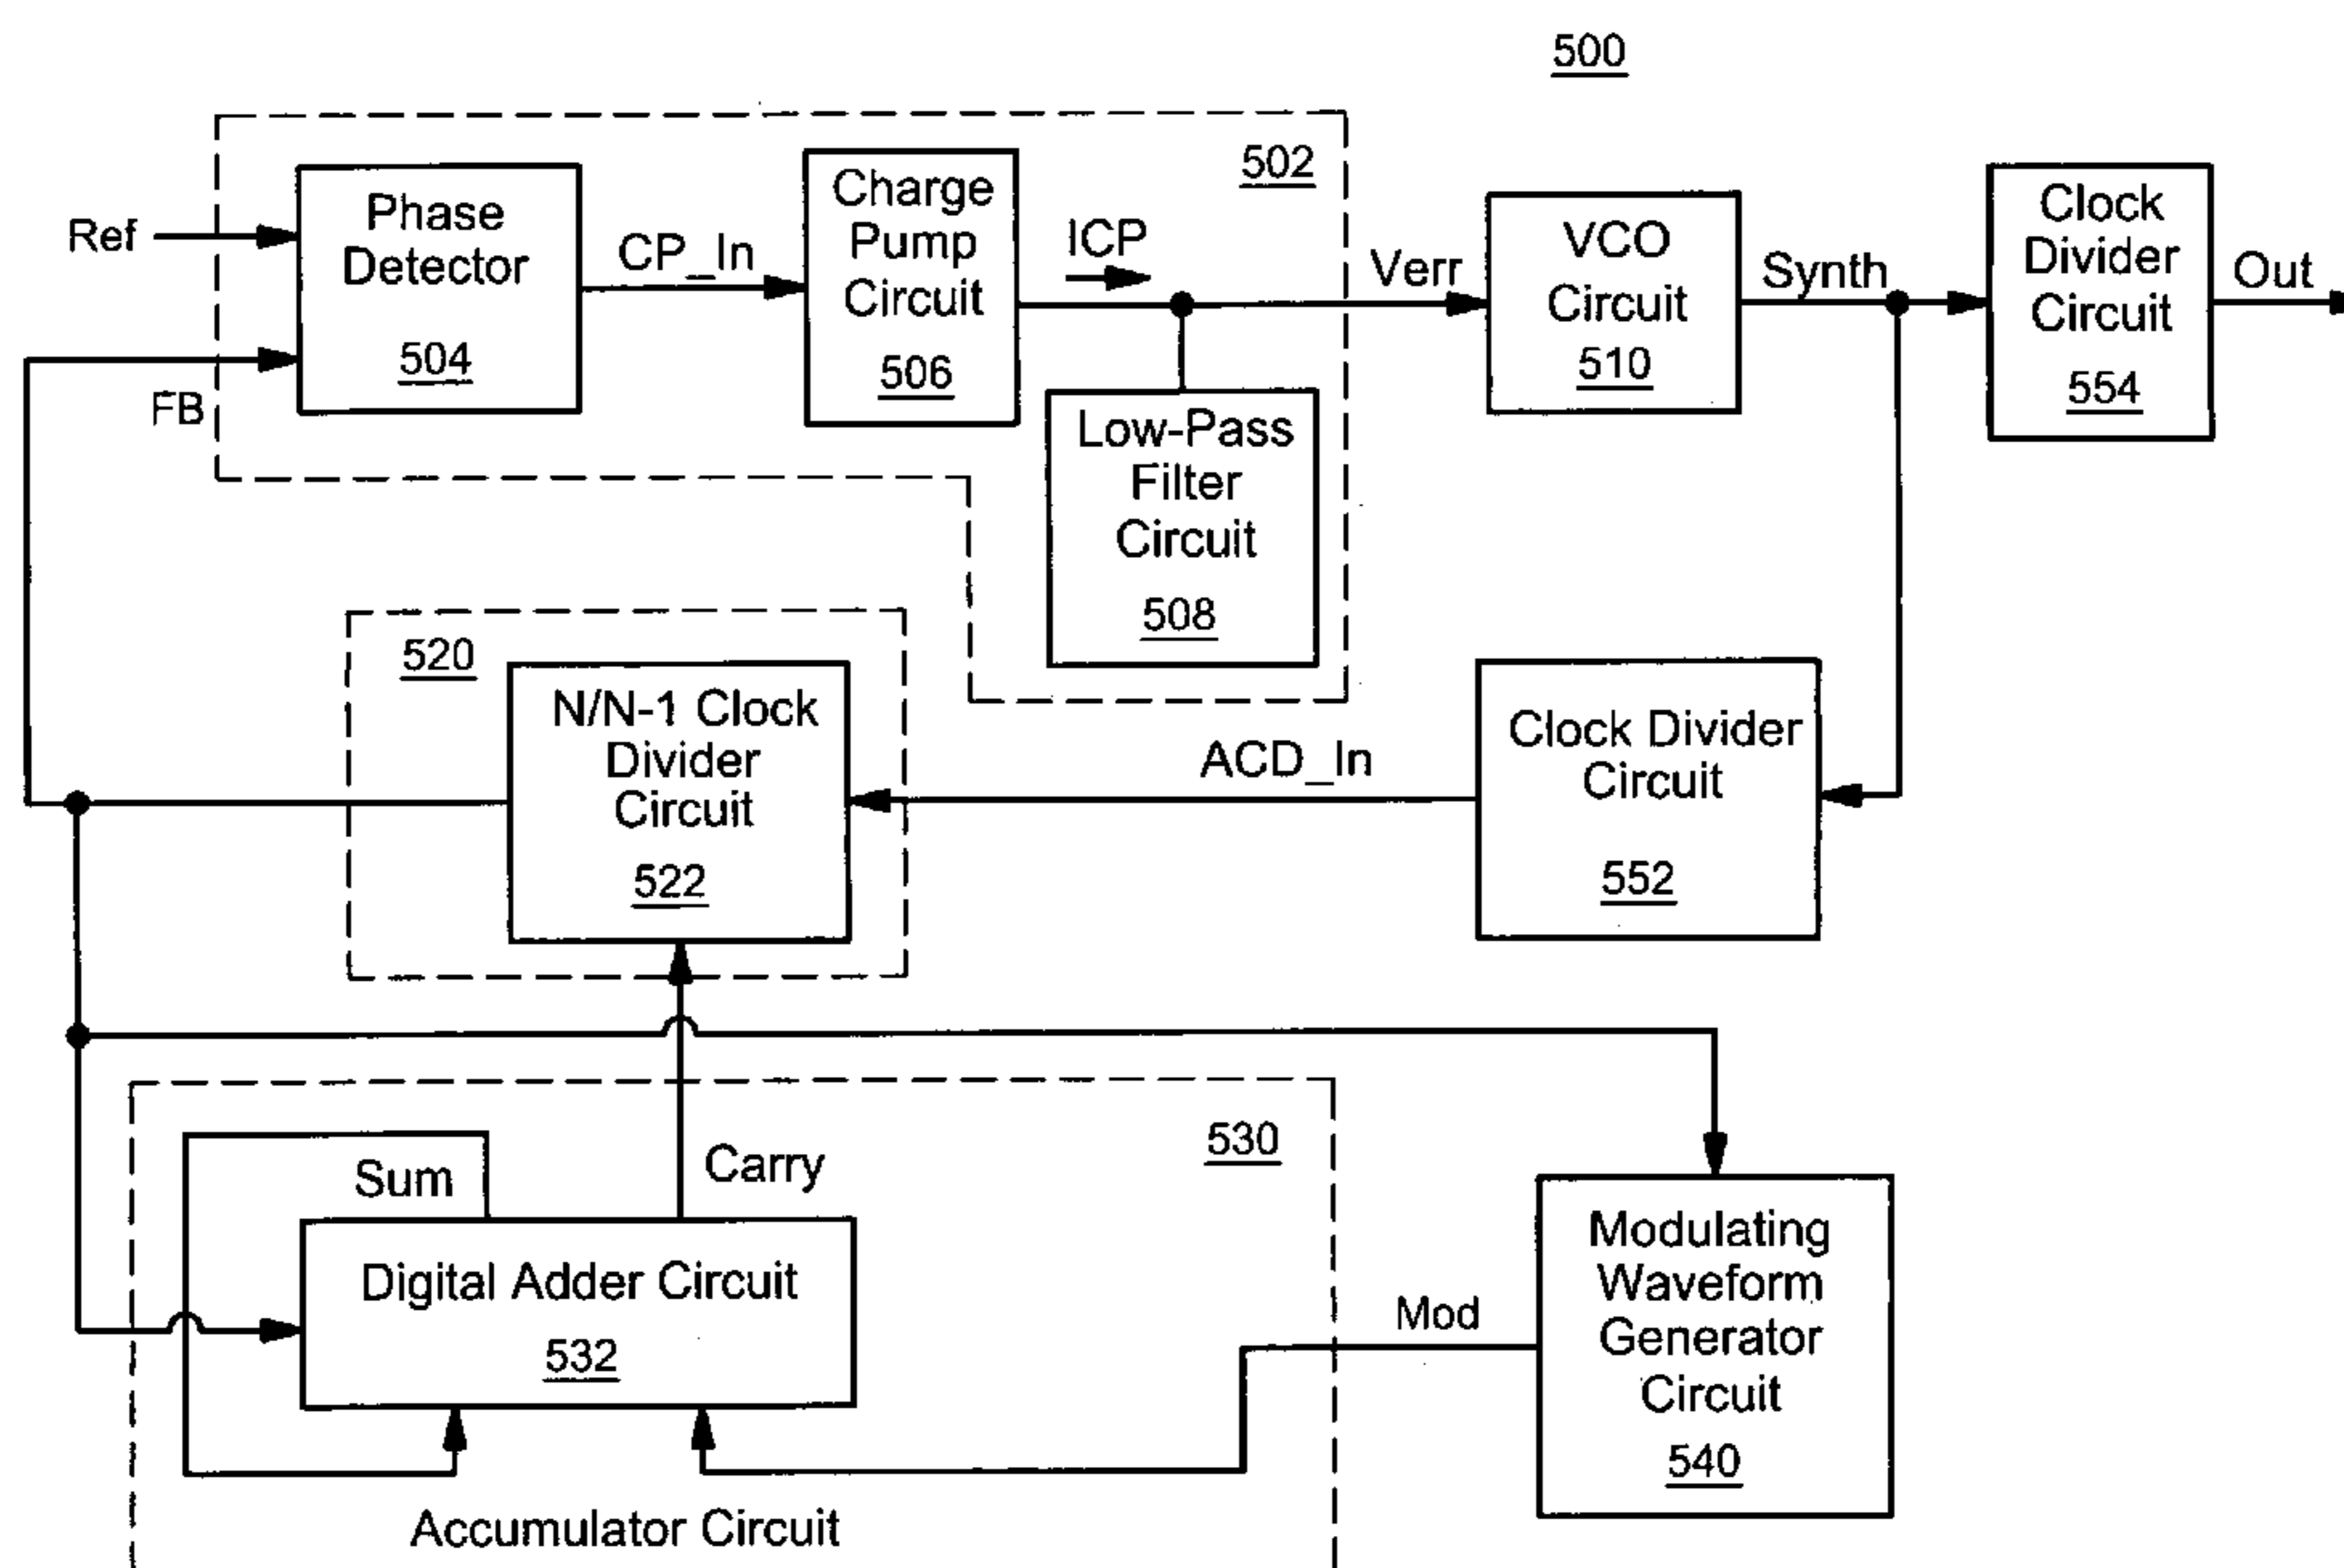 500
502
Ref
Phase
Detector
504
CP_In
Charge
Pump
Circuit
506
ICP
Verr
VCO
Circuit
510
Synth
Clock
Divider
Circuit
554
Out
FB
Low-Pass
Filter
Circuit
508
520
N/N-1 Clock
Divider
Circuit
522
ACD_In
Clock Divider
Circuit
552
530
Sum
Carry
Digital Adder Circuit
532
Mod
Modulating
Waveform
Generator
Circuit
540
Accumulator Circuit